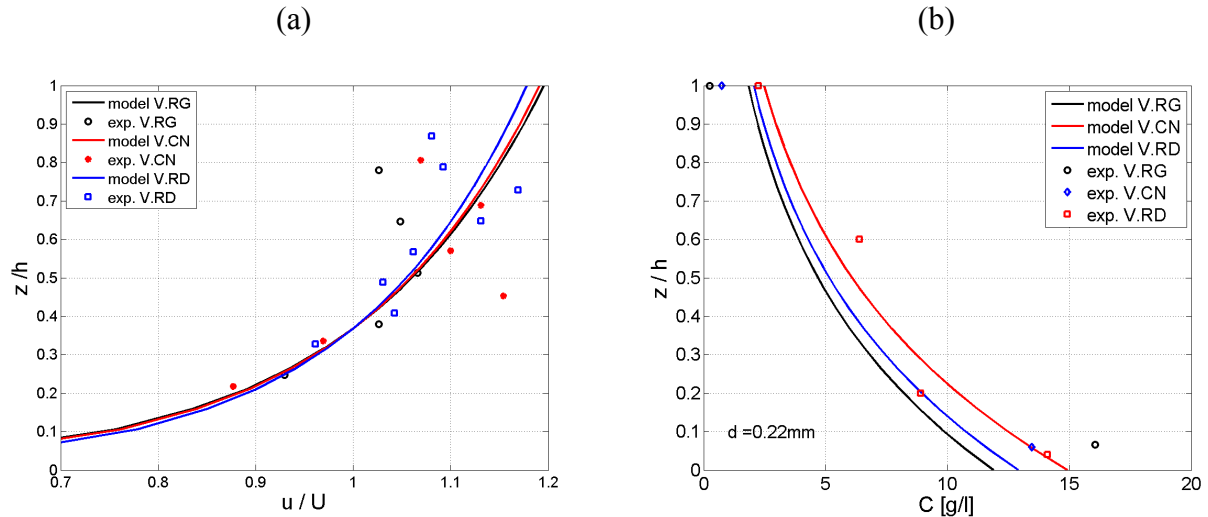 (a)
(b)
model V.RG
exp. V.RG
model V.CN
exp. V.CN
model V.RD
exp. V.RD
1
0.9
0.8
0.7
0.6
0.5
0.4
0.3
0.2
0.1
0
z /h
0.7 0.8 0.9 1 1.1 1.2
u / U
model V.RG
model V.CN
model V.RD
exp. V.RG
exp. V.CN
exp. V.RD
1
0.9
0.8
0.7
0.6
0.5
0.4
0.3
0.2
0.1
0
z / h
d =0.22mm
0 5 10 15 20
C [g/l]